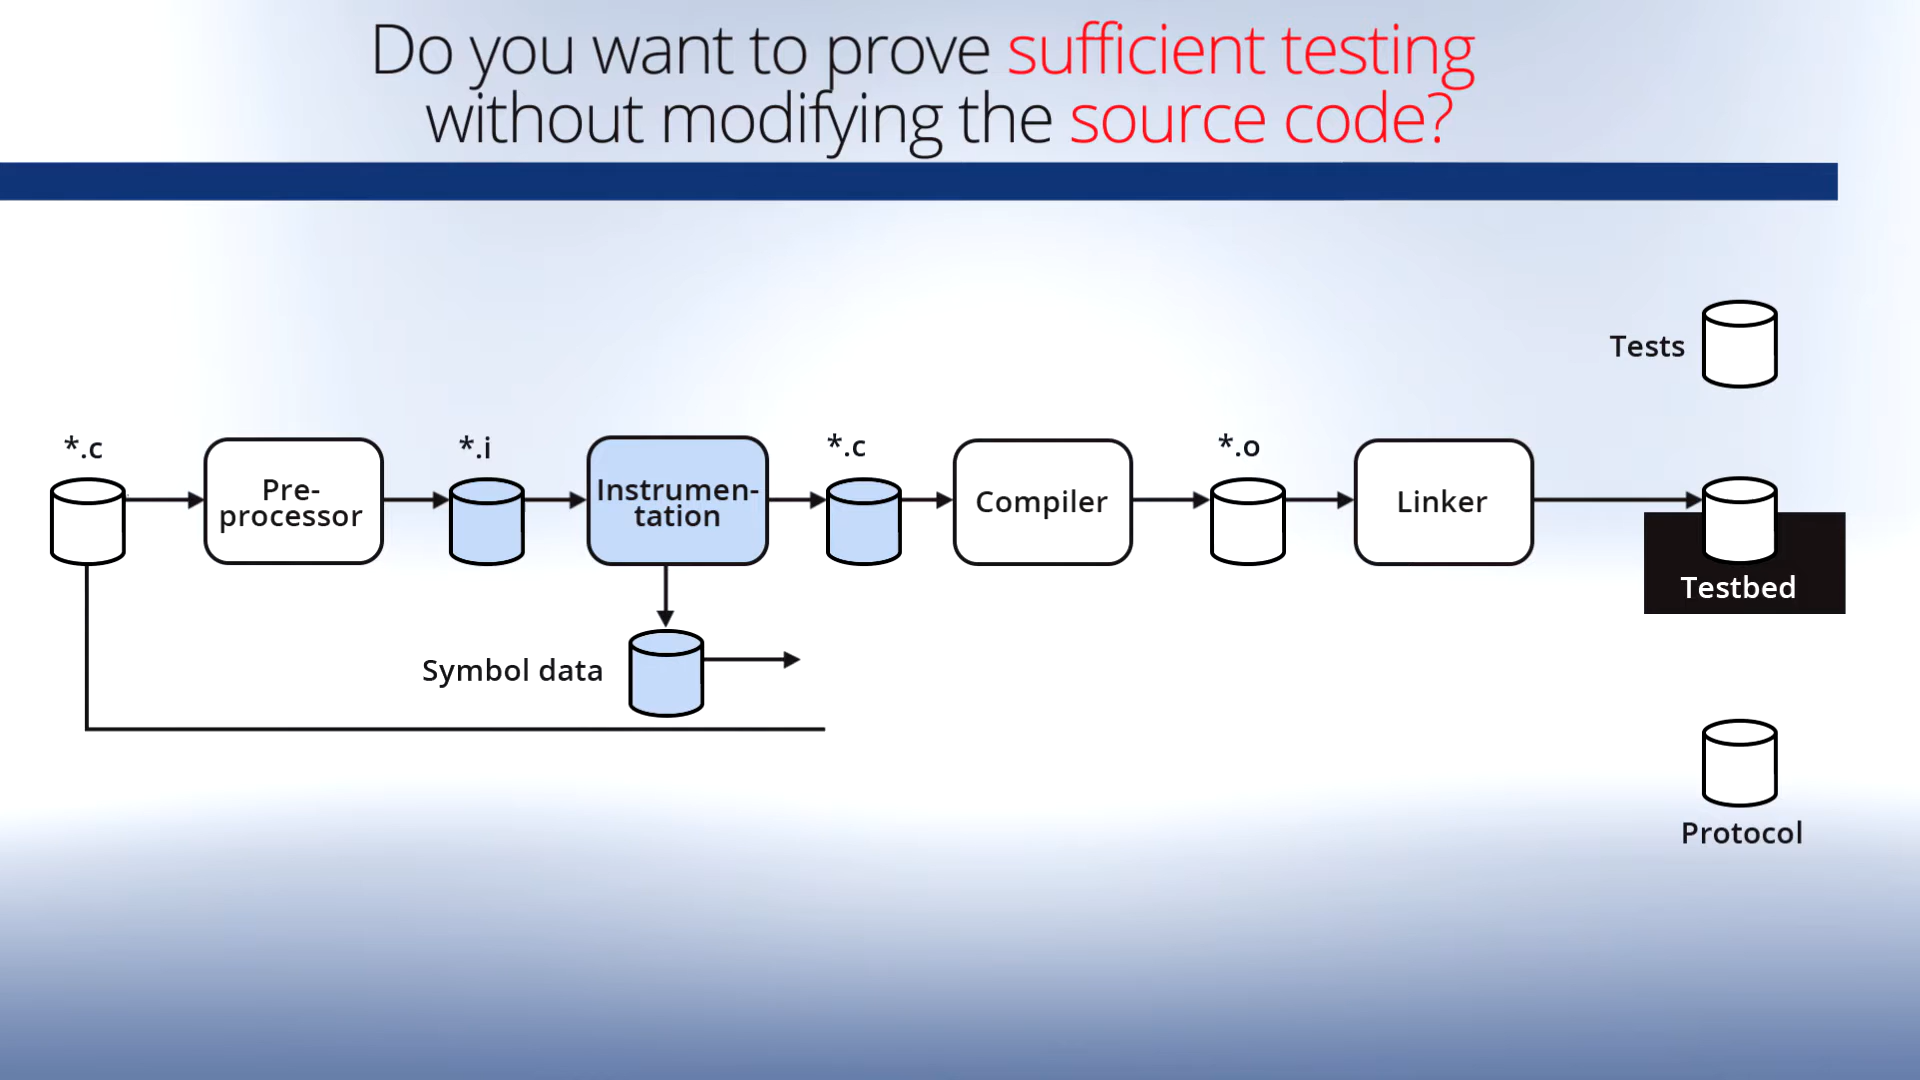 Do you want to prove sufficient testing
without modifying the source code?
Tests
*.c
*.i
*.c
*.o
Pre-
processor
Instrumen-
tation
Compiler
Linker
Testbed
Symbol data
Protocol